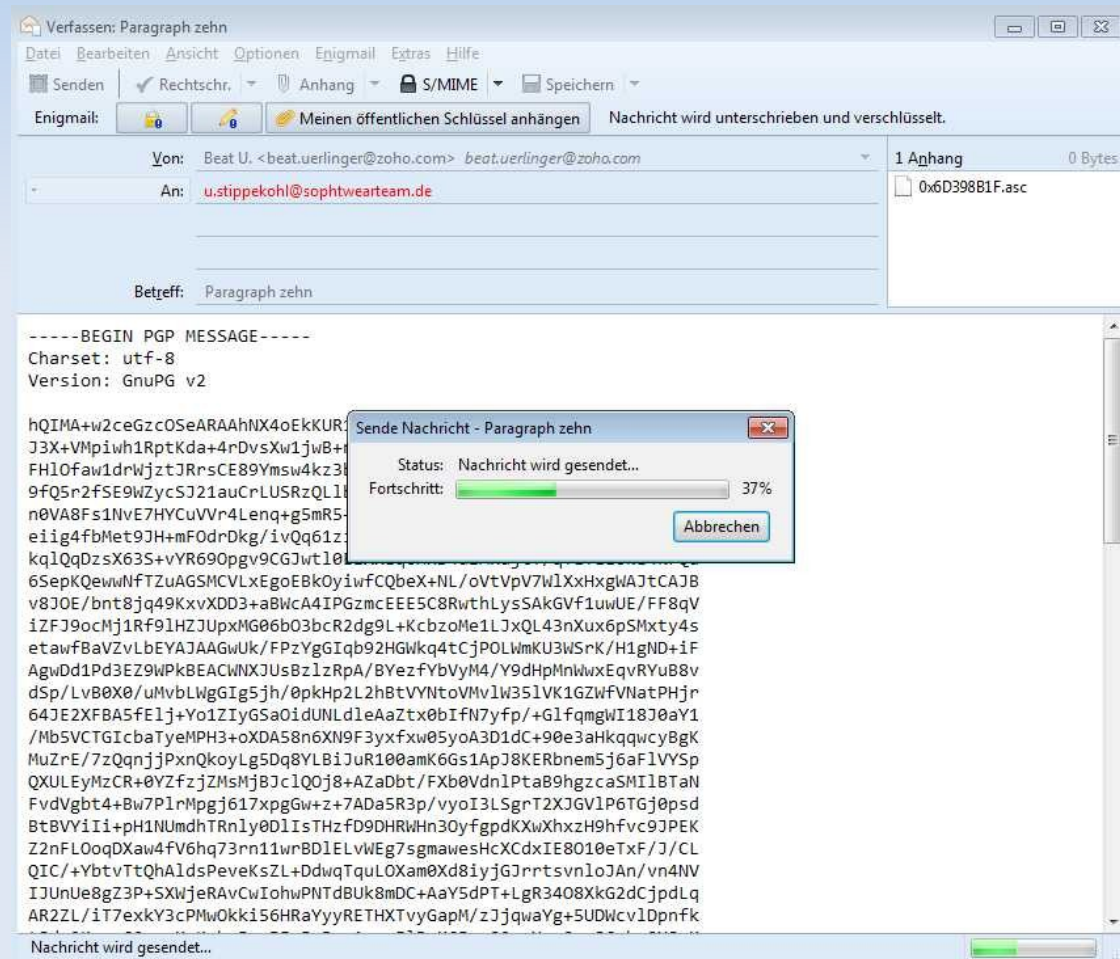 Verfassen: Paragraph zehn
Datei Bearbeiten Ansicht Optionen Enigmail Extras Hilfe
Senden Rechtschr. Anhang S/MIME Speichern
Enigmail: Meinen öffentlichen Schlüssel anhängen Nachricht wird unterschrieben und verschlüsselt.
Von: Beat U. <beat.uerlinger@zoho.com> beat.uerlinger@zoho.com
1 Anhang 0 Bytes
An: u.stippekohl@sophtwearteam.de
0x6D398B1F.asc
Betreff: Paragraph zehn
-----BEGIN PGP MESSAGE-----
Charset: utf-8
Version: GnuPG v2
Sende Nachricht - Paragraph zehn
Status: Nachricht wird gesendet...
Fortschritt: 37%
Abbrechen
6SepKQewwNfTZuAGSMCVLxEgoEBkOyiwfCQbeX+NL/oVtVpV7WlXxHxgWAJtCAJB
v8JOE/bnt8jq49KxvXDD3+aBWcA4IPGzmcEEE5C8RwthLysSAkGVf1uwUE/FF8qV
iZFJ9ocMj1Rf9lHZJUpxMG06bO3bcR2dg9L+KcbzoMe1LJxQL43nXux6pSMxty4s
etawfBaVZvLbEYAJAAGwUk/FPzYgGIqb92HGWkq4tCjPOLWmKU3WSrK/H1gND+iF
AgwDd1Pd3EZ9WPkBEACWNXJUsBzlzRpA/BYezfYbVyM4/Y9dHpMnWwxEqvRYuB8v
dSp/LvB0X0/uMvbLWgGIg5jh/0pkHp2L2hBtVYNtoVMvlW35lVK1GZWfVNatPHjr
64JE2XFBA5fElj+Yo1ZIyGSaOidUNLdleAaZtx0bIfN7yfp/+GlfqmgWI18J0aY1
/Mb5VCTGIcbaTyeMPH3+oXDA58n6XN9F3yxfxw05yoA3D1dC+90e3aHkqqwcyBgK
MuZrE/7zQqnjjPxnQkoyLg5Dq8YLBiJuR100amK6Gs1ApJ8KERbnem5j6aFlVYSp
QXULEyMzCR+0YZfzjZMsMjBJclQOj8+AZaDbt/FXb0VdnlPtaB9hgzcaSMIlBTaN
FvdVgbt4+Bw7PlrMpgj617xpgGw+z+7ADa5R3p/vyoI3LSgrT2XJGVlP6TGj0psd
BtBVYiIi+pH1NUmdhTRnly0DlIsTHzfD9DHRWHn3OyfgpdKXwXhxzH9hfvc9JPEK
Z2nFLOoqDXaw4fV6hq73rn11wrBDlELvWEg7sgmawesHcXCdxIE8O10eTxF/J/CL
QIC/+YbtvTtQhAldsPeveKsZL+DdwqTquLOXam0Xd8iyjGJrrtsvnloJAn/vn4NV
IJUnUe8gZ3P+SXWjeRAvCwIohwPNTdBUk8mDC+AaY5dPT+LgR34O8XkG2dCjpdLq
AR2ZL/iT7exkY3cPMwOkki56HRaYyyRETHXTvyGapM/zJjqwaYg+5UDWcvlDpnfk
Nachricht wird gesendet...